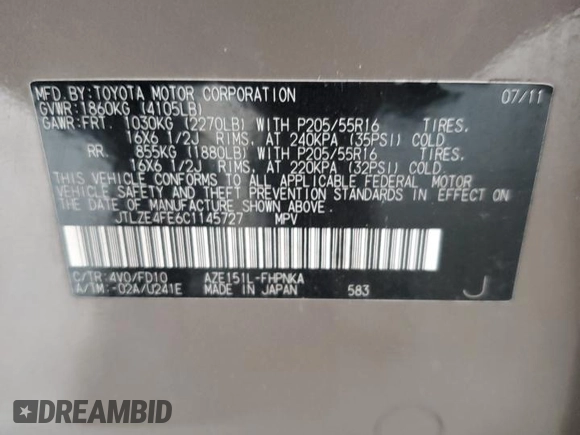 MFD. BY: TOYOTA MOTOR CORPORATION 07/11
GVWR: 1860KG (4105LB)
GAWR: FRT. 1030KG (2270LB) WITH P205/55R16 TIRES,
16X6 1/2J RIMS, AT 240KPA (35PSI) COLD
RR. 855KG (1880LB) WITH P205/55R16 TIRES,
16X6 1/2J RIMS, AT 220KPA (32PSI) COLD.
THIS VEHICLE CONFORMS TO ALL APPLICABLE FEDERAL MOTOR
VEHICLE SAFETY AND THEFT PREVENTION STANDARDS IN EFFECT ON
THE DATE OF MANUFACTURE SHOWN ABOVE.
JTLZE4FE6C1145727 MPV
C/TR: 4V0/FD10 AZE151L-FHPNKA J
A/TM: -02A/U241E MADE IN JAPAN 583
DREAMBID